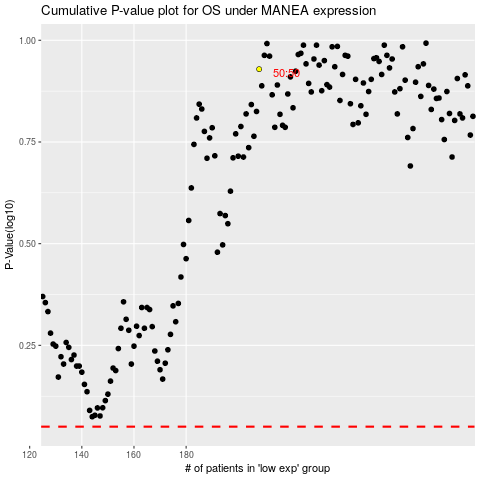 Cumulative P-value plot for OS under MANEA expression
1.00
50:50
0.75
0.50
0.25
120 140 160 180
P-Value(log10)
# of patients in 'low exp' group